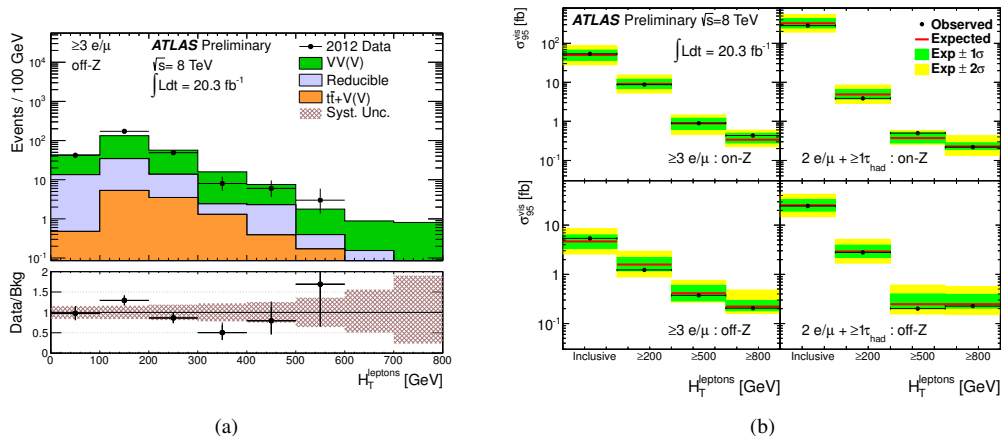 ≥3 e/μ
off-Z
ATLAS Preliminary
√s= 8 TeV
∫Ldt = 20.3 fb⁻¹
2012 Data
VV(V)
Reducible
tt̄+V(V)
Syst. Unc.
Events / 100 GeV
10⁴
10³
10²
10
1
10⁻¹
Data/Bkg
2
1.5
1
0.5
0
0 100 200 300 400 500 600 700 800
H_T^leptons [GeV]
(a)
ATLAS Preliminary √s=8 TeV
∫Ldt = 20.3 fb⁻¹
Observed
Expected
Exp ± 1σ
Exp ± 2σ
σ_95^vis [fb]
10²
10
1
10⁻¹
≥3 e/μ : on-Z
2 e/μ + ≥1τ_had : on-Z
σ_95^vis [fb]
10
1
10⁻¹
≥3 e/μ : off-Z
2 e/μ + ≥1τ_had : off-Z
Inclusive ≥200 ≥500 ≥800
Inclusive ≥200 ≥500 ≥800
H_T^leptons [GeV]
H_T^leptons [GeV]
(b)